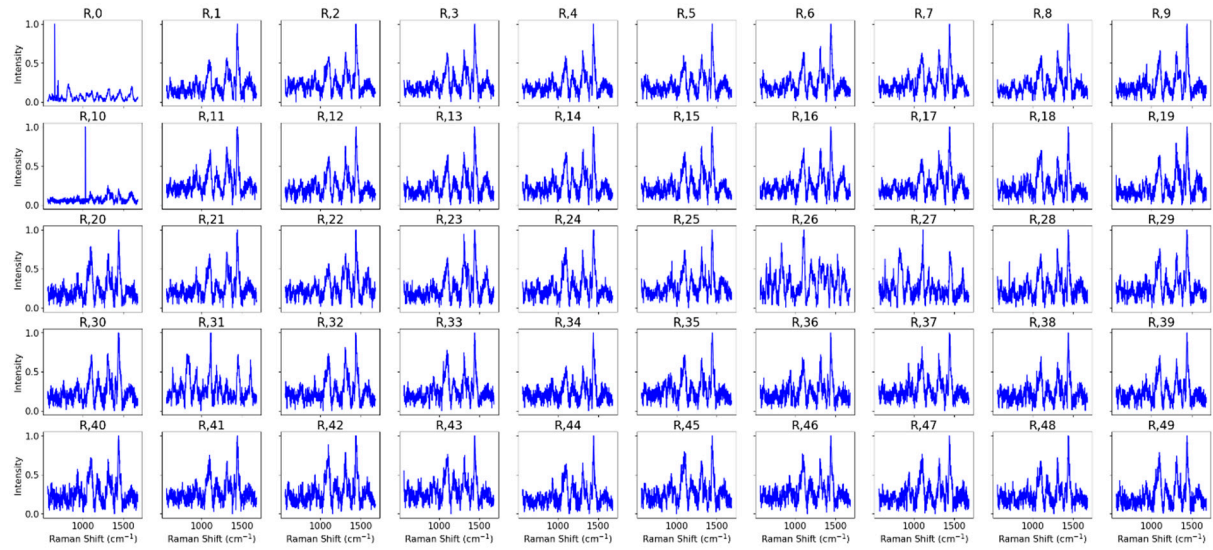 R,0 R,1 R,2 R,3 R,4 R,5 R,6 R,7 R,8 R,9
1.0
0.5
0.0
Intensity
R,10 R,11 R,12 R,13 R,14 R,15 R,16 R,17 R,18 R,19
1.0
0.5
0.0
Intensity
R,20 R,21 R,22 R,23 R,24 R,25 R,26 R,27 R,28 R,29
1.0
0.5
0.0
Intensity
R,30 R,31 R,32 R,33 R,34 R,35 R,36 R,37 R,38 R,39
1.0
0.5
0.0
Intensity
R,40 R,41 R,42 R,43 R,44 R,45 R,46 R,47 R,48 R,49
1.0
0.5
0.0
Intensity
1000 1500 1000 1500 1000 1500 1000 1500 1000 1500 1000 1500 1000 1500 1000 1500 1000 1500 1000 1500
Raman Shift (cm⁻¹) Raman Shift (cm⁻¹) Raman Shift (cm⁻¹) Raman Shift (cm⁻¹) Raman Shift (cm⁻¹) Raman Shift (cm⁻¹) Raman Shift (cm⁻¹) Raman Shift (cm⁻¹) Raman Shift (cm⁻¹) Raman Shift (cm⁻¹)